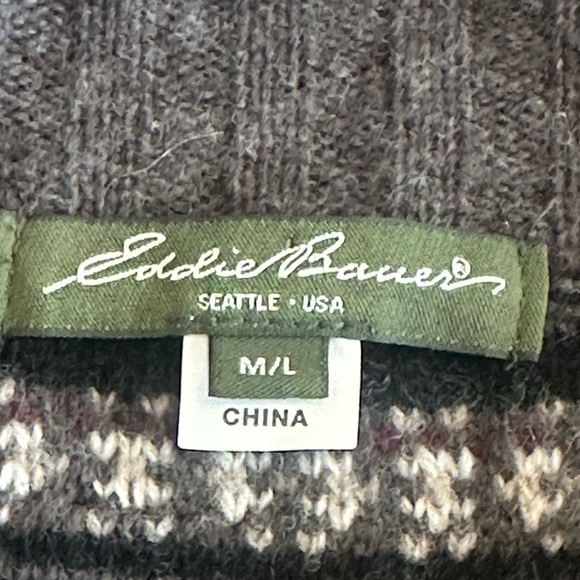 Eddie Bauer®
SEATTLE · USA
M/L
CHINA